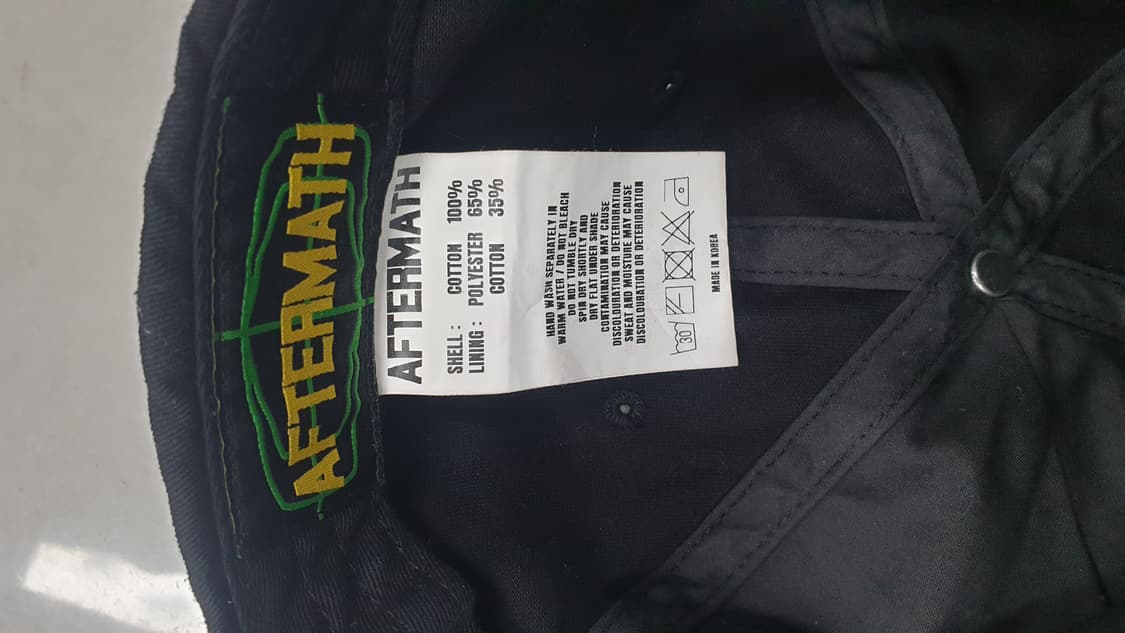 AFTERMATH
AFTERMATH
SHELL : COTTON 100%
LINING : POLYESTER 65%
COTTON 35%
HAND WASH SEPARATELY IN
WARM WATER / DO NOT BLEACH
DO NOT TUMBLE DRY
SPIN DRY SHORTLY AND
DRY FLAT UNDER SHADE
CONTAMINATION MAY CAUSE
DISCOLOURATION OR DETERIORATION
SWEAT AND MOISTURE MAY CAUSE
DISCOLOURATION OR DETERIORATION
30
MADE IN KOREA